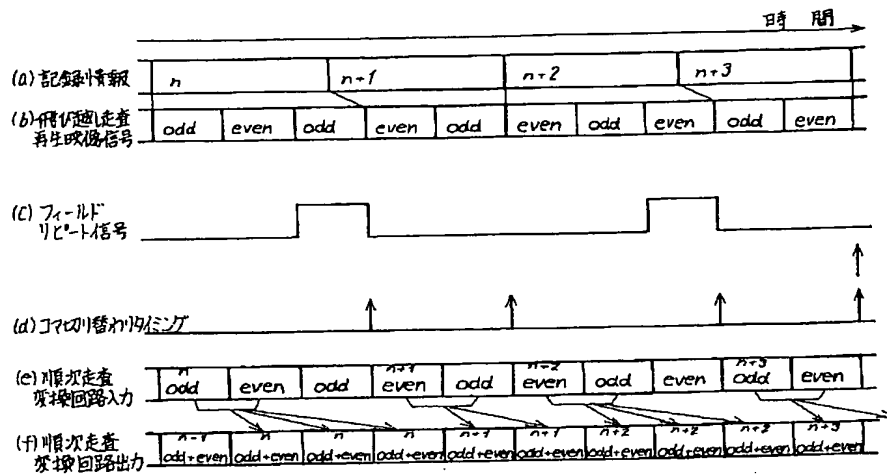 時間
(a) 記録情報
n n+1 n+2 n+3
(b) 飛び越し走査
再生映像信号
odd even odd even odd even odd even odd even
(c) フィールド
リピート信号
(d) コマ切り替わりタイミング
(e) 順次走査
変換回路入力
n n+1 n+2 n+3
odd even odd even odd even odd even odd even
(f) 順次走査
変換回路出力
n-1 n n n n+1 n+1 n+2 n+2 n+2 n+3
odd+even odd+even odd+even odd+even odd+even odd+even odd+even odd+even odd+even odd+even